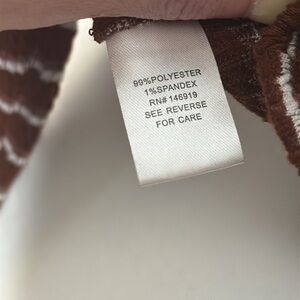 99%POLYESTER
1%SPANDEX
RN# 146919
SEE REVERSE
FOR CARE